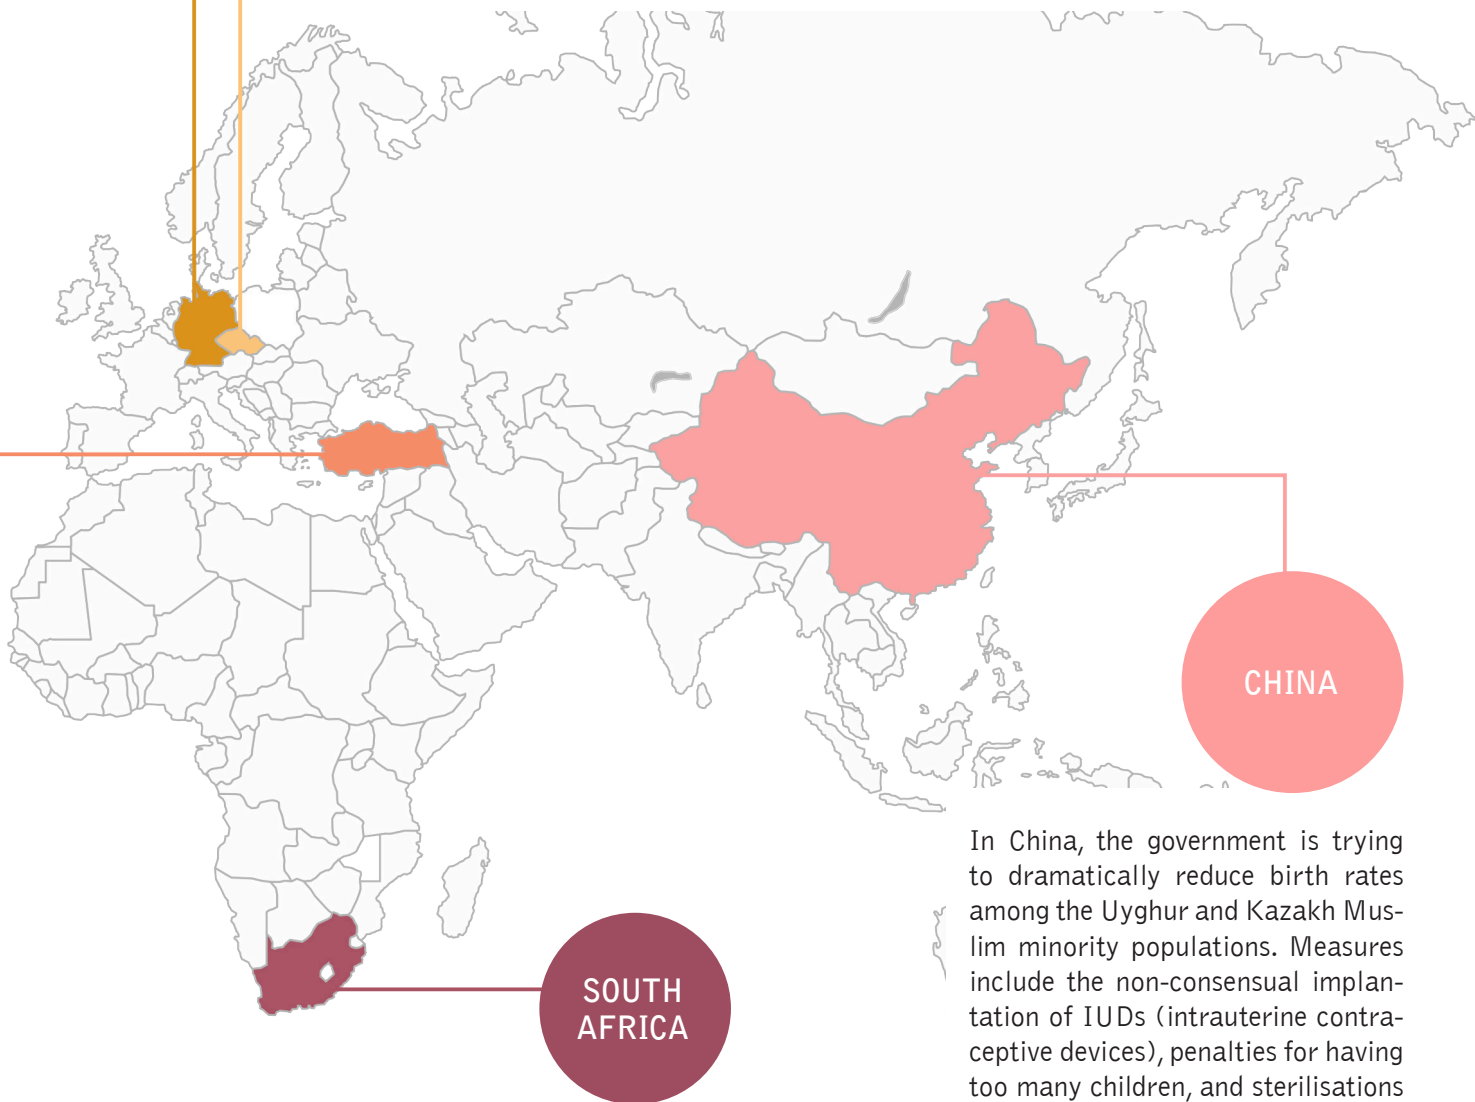 CHINA
In China, the government is trying
to dramatically reduce birth rates
among the Uyghur and Kazakh Mus-
lim minority populations. Measures
include the non-consensual implan-
tation of IUDs (intrauterine contra-
ceptive devices), penalties for having
too many children, and sterilisations
SOUTH
AFRICA